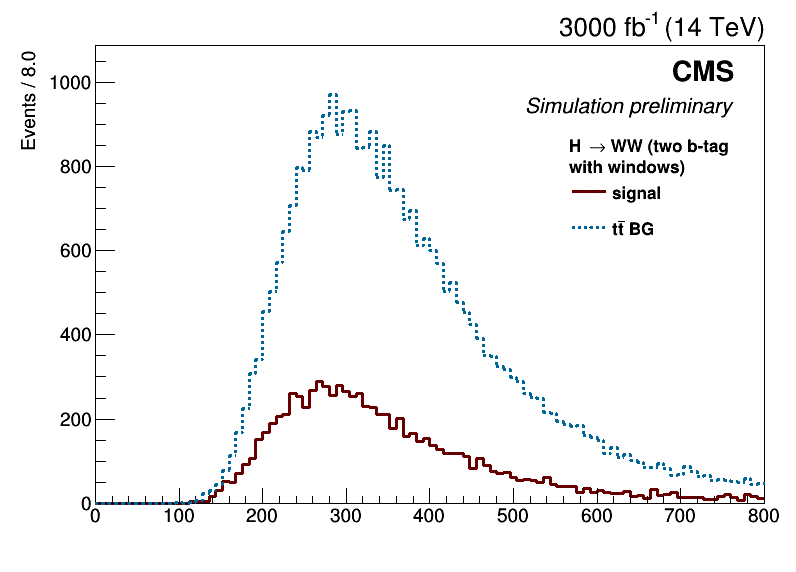 3000 fb⁻¹ (14 TeV)
CMS
Simulation preliminary
H → WW (two b-tag
with windows)
signal
tt̄ BG
Events / 8.0
1000
800
600
400
200
0
0 100 200 300 400 500 600 700 800